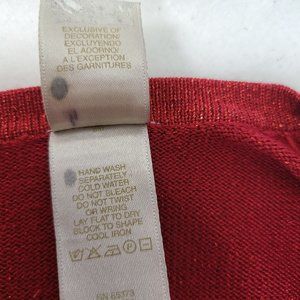 EXCLUSIVE OF
DECORATION/
EXCLUYENDO
EL ADORNO/
A L'EXCEPTION
DES GARNITURES
HAND WASH
SEPARATELY
COLD WATER
DO NOT BLEACH
DO NOT TWIST
OR WRING
LAY FLAT TO DRY
BLOCK TO SHAPE
COOL IRON